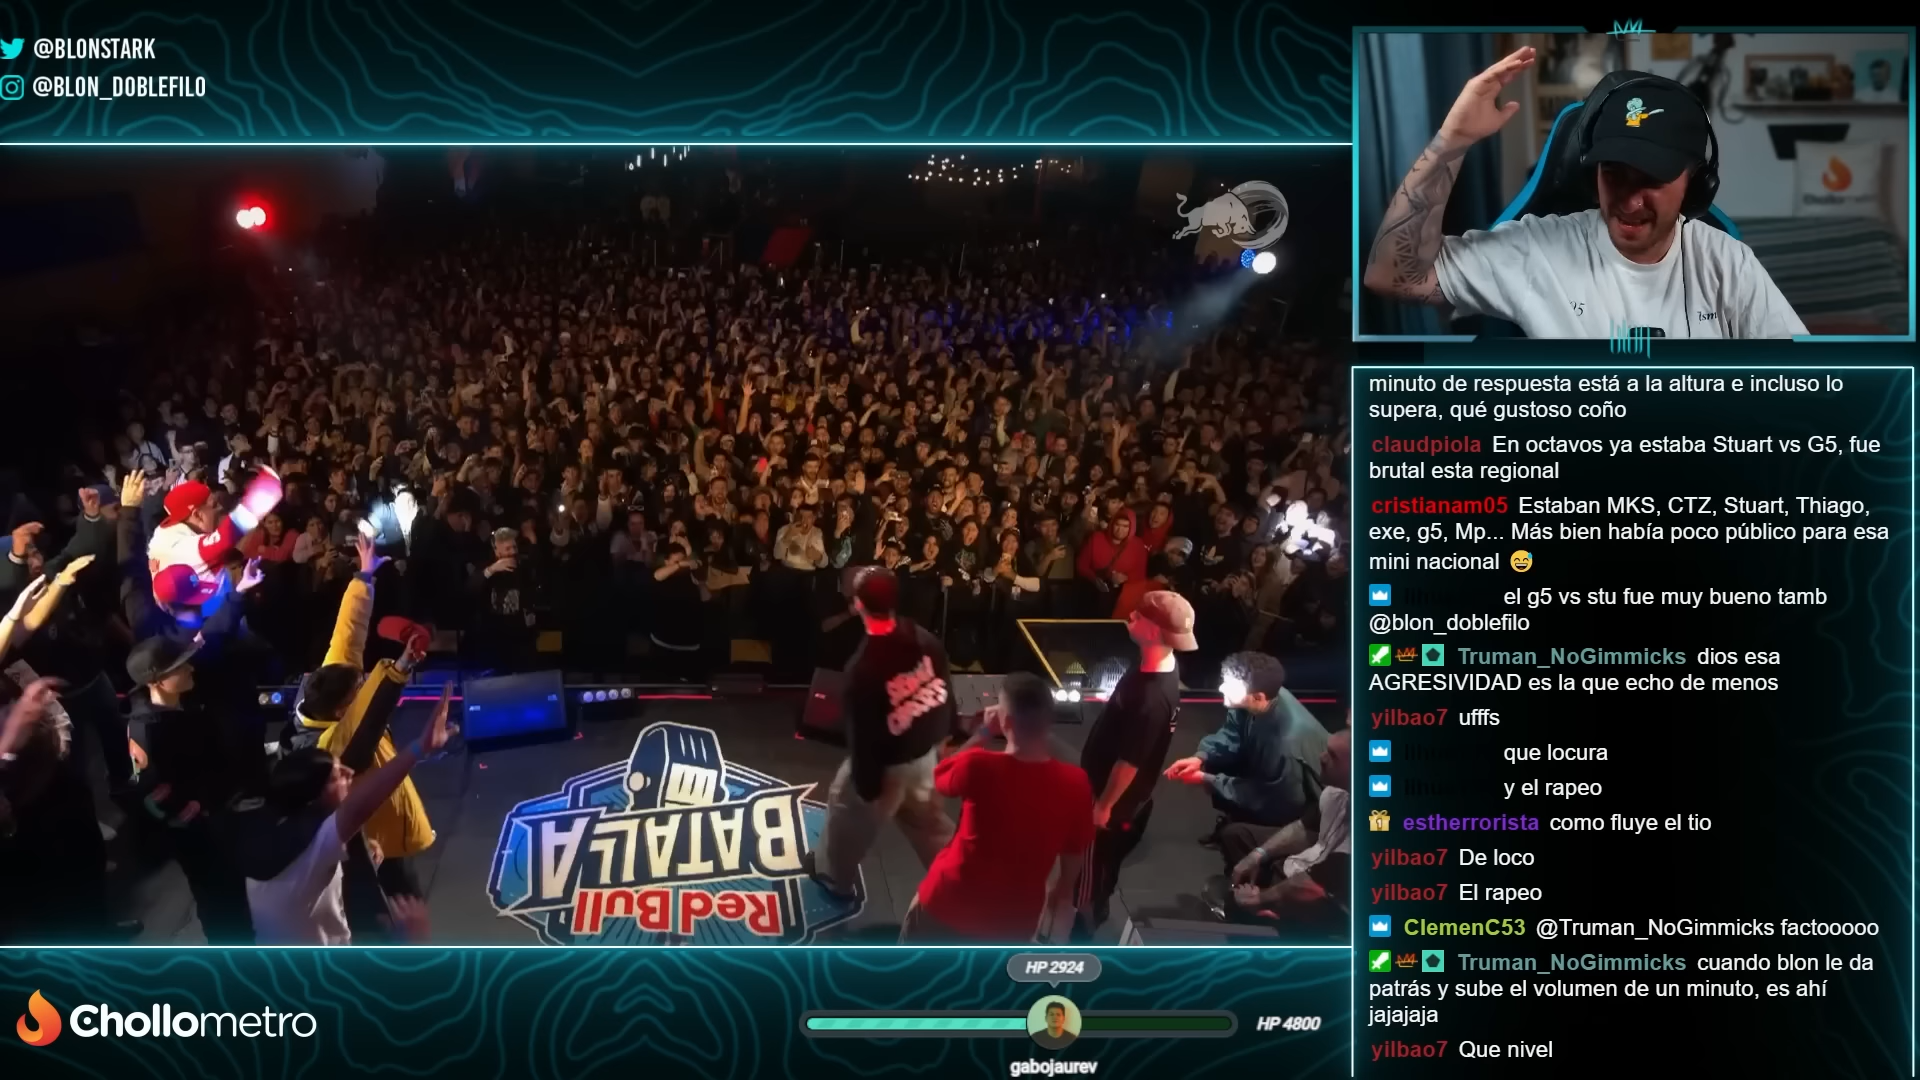 @BLONSTARK
@BLON_DOBLEFILO
minuto de respuesta está a la altura e incluso lo
supera, qué gustoso coño
claudpiola En octavos ya estaba Stuart vs G5, fue
brutal esta regional
cristianam05 Estaban MKS, CTZ, Stuart, Thiago,
exe, g5, Mp... Más bien había poco público para esa
mini nacional 😅
el g5 vs stu fue muy bueno tamb
@blon_doblefilo
Truman_NoGimmicks dios esa
AGRESIVIDAD es la que echo de menos
yilbao7 ufffs
que locura
y el rapeo
estherrorista como fluye el tio
yilbao7 De loco
yilbao7 El rapeo
ClemenC53 @Truman_NoGimmicks factooooo
Truman_NoGimmicks cuando blon le da
patrás y sube el volumen de un minuto, es ahí
jajajaja
yilbao7 Que nivel
Red Bull
BATALLA
Chollometro
HP 2924
HP 4800
gabojaurev